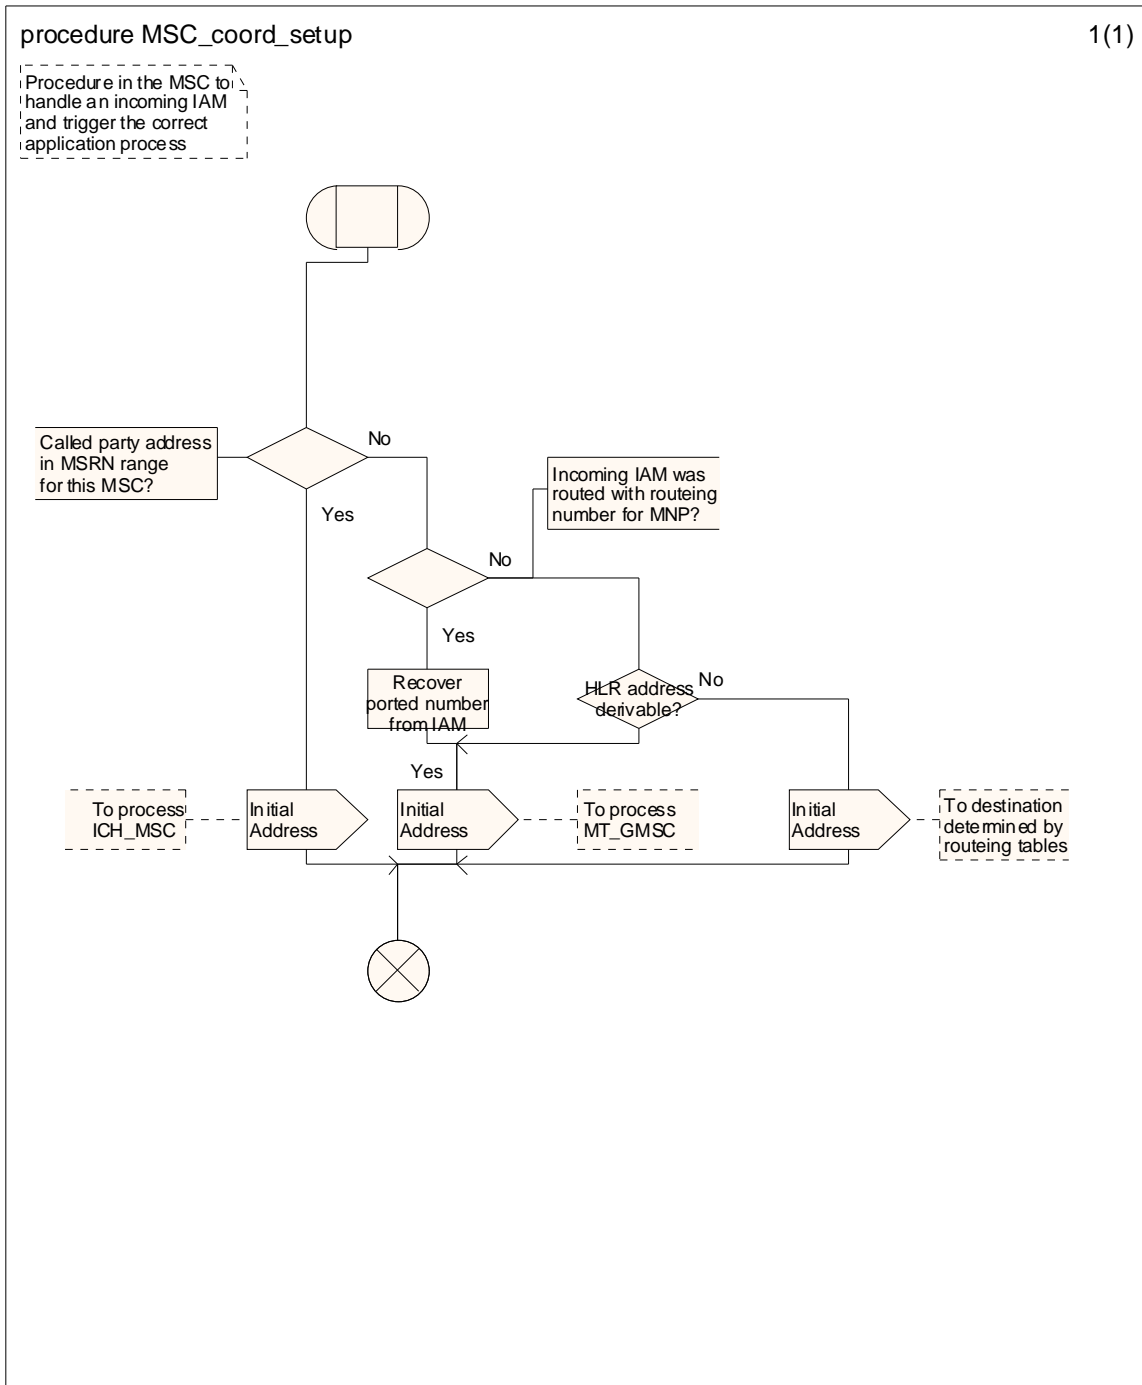 procedure MSC_coord_setup
1(1)
Procedure in the MSC to
handle an incoming IAM
and trigger the correct
application process
Called party address
in MSRN range
for this MSC?
No
Yes
Incoming IAM was
routed with routeing
number for MNP?
No
Yes
Recover
ported number
from IAM
HLR address
derivable?
No
Yes
To process
ICH_MSC
Initial
Address
Initial
Address
To process
MT_GMSC
Initial
Address
To destination
determined by
routeing tables